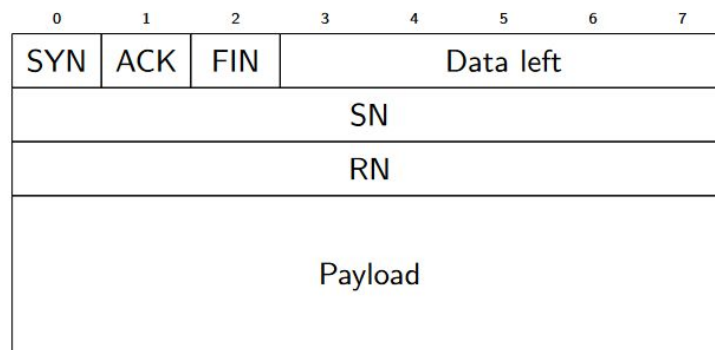 0 1 2 3 4 5 6 7
SYN ACK FIN Data left
SN
RN
Payload